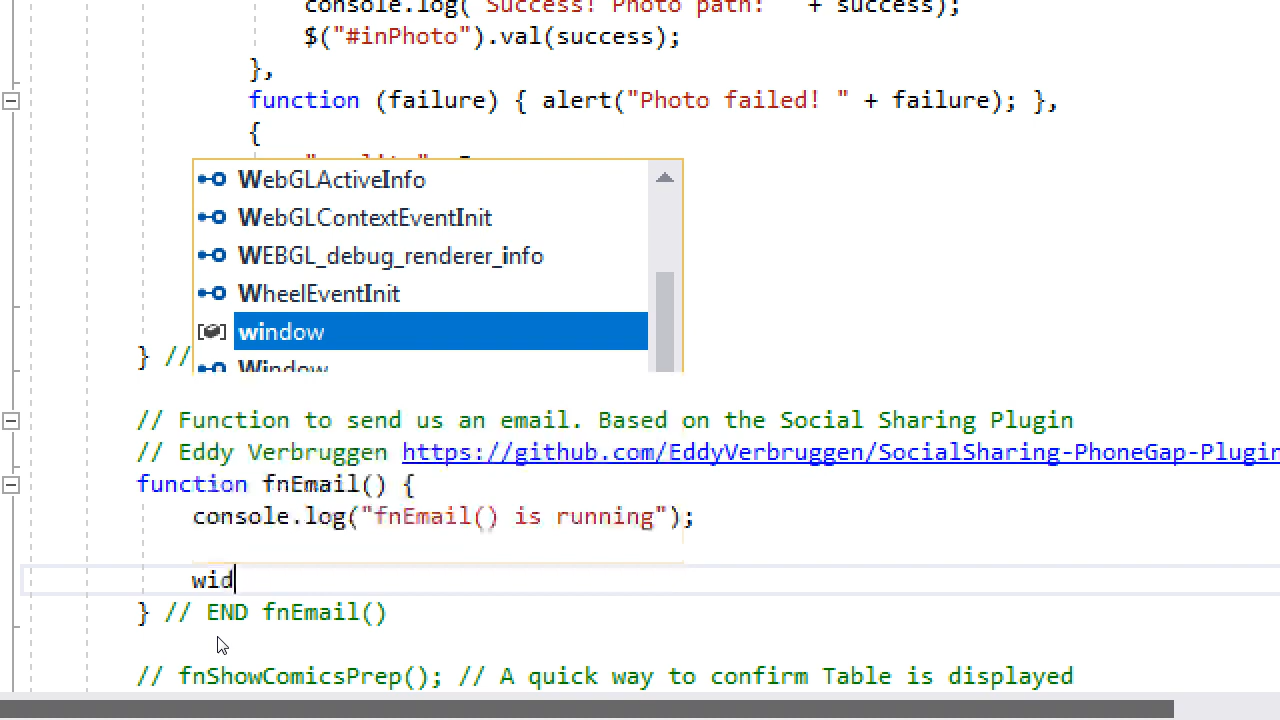 console.log("Success! Photo path: " + success);
$("#inPhoto").val(success);
},
function (failure) { alert("Photo failed! " + failure); },
{
WebGLActiveInfo
WebGLContextEventInit
WEBGL_debug_renderer_info
WheelEventInit
window
Window
} //
// Function to send us an email. Based on the Social Sharing Plugin
// Eddy Verbruggen https://github.com/EddyVerbruggen/SocialSharing-PhoneGap-Plugin
function fnEmail() {
console.log("fnEmail() is running");
wid
} // END fnEmail()
// fnShowComicsPrep(); // A quick way to confirm Table is displayed